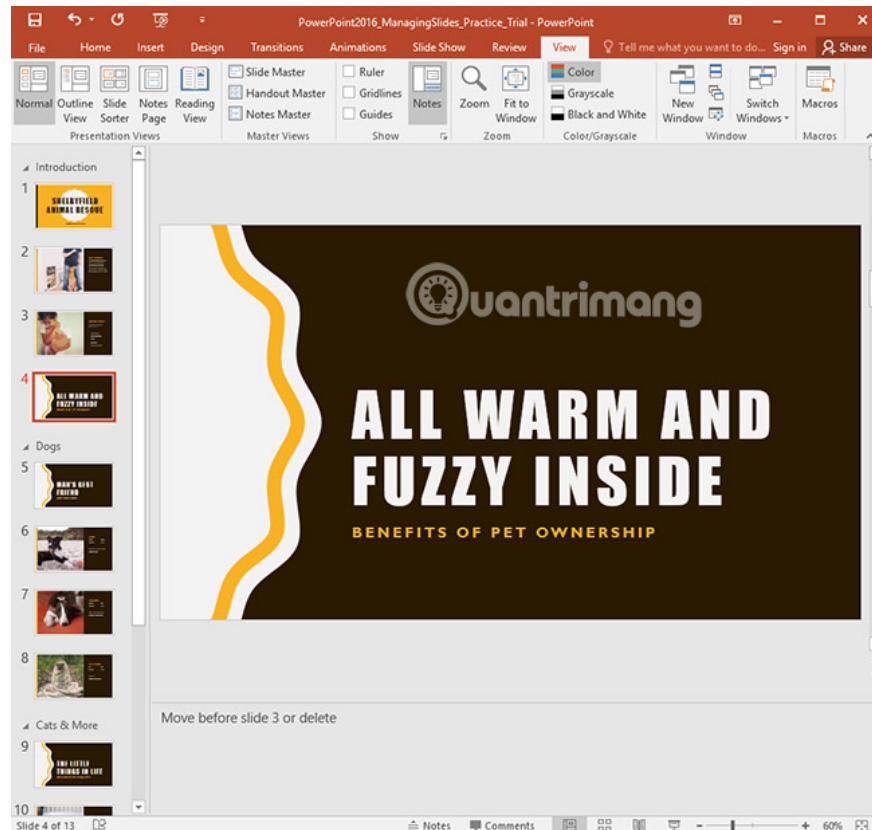 PowerPoint2016_ManagingSlides_Practice_Trial - PowerPoint
File Home Insert Design Transitions Animations Slide Show Review View Tell me what you want to do... Sign in Share
Normal
Outline View
Slide Sorter
Notes Page
Reading View
Presentation Views
Slide Master
Handout Master
Notes Master
Master Views
Ruler
Gridlines
Guides
Show
Notes
Zoom
Fit to Window
Zoom
Color
Grayscale
Black and White
Color/Grayscale
New Window
Switch Windows
Window
Macros
Macros
Introduction
1
SHELBYFIELD
ANIMAL RESCUE
2
3
4
ALL WARM AND
FUZZY INSIDE
Dogs
5
MAN'S BEST
FRIEND
6
7
8
Cats & More
9
THE LITTLE
THINGS IN LIFE
10
Quantrimang
ALL WARM AND
FUZZY INSIDE
BENEFITS OF PET OWNERSHIP
Move before slide 3 or delete
Slide 4 of 13 Notes Comments 60%